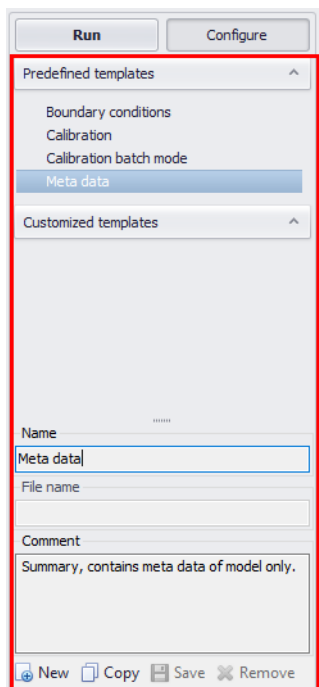 Run Configure
Predefined templates
Boundary conditions
Calibration
Calibration batch mode
Meta data
Customized templates
Name
Meta data
File name
Comment
Summary, contains meta data of model only.
New Copy Save Remove